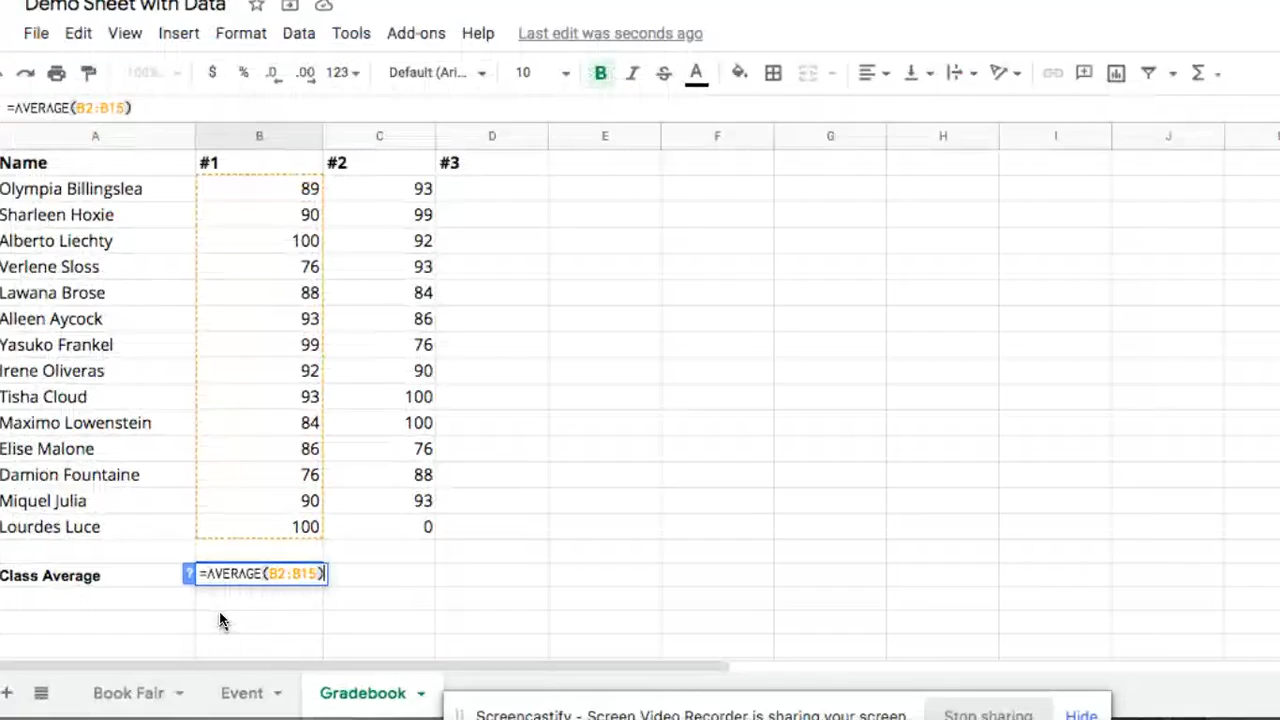 Demo Sheet with Data
File Edit View Insert Format Data Tools Add-ons Help Last edit was seconds ago
100% $ % .0 .00 123 Default (Ari... 10 B I S A Σ
=AVERAGE(B2:B15)
A B C D E F G H I J
Name #1 #2 #3
Olympia Billingslea 89 93
Sharleen Hoxie 90 99
Alberto Liechty 100 92
Verlene Sloss 76 93
Lawana Brose 88 84
Alleen Aycock 93 86
Yasuko Frankel 99 76
Irene Oliveras 92 90
Tisha Cloud 93 100
Maximo Lowenstein 84 100
Elise Malone 86 76
Damion Fountaine 76 88
Miquel Julia 90 93
Lourdes Luce 100 0
Class Average ? =AVERAGE(B2:B15)
+ Book Fair Event Gradebook
Screencastify - Screen Video Recorder is sharing your screen. Stop sharing Hide